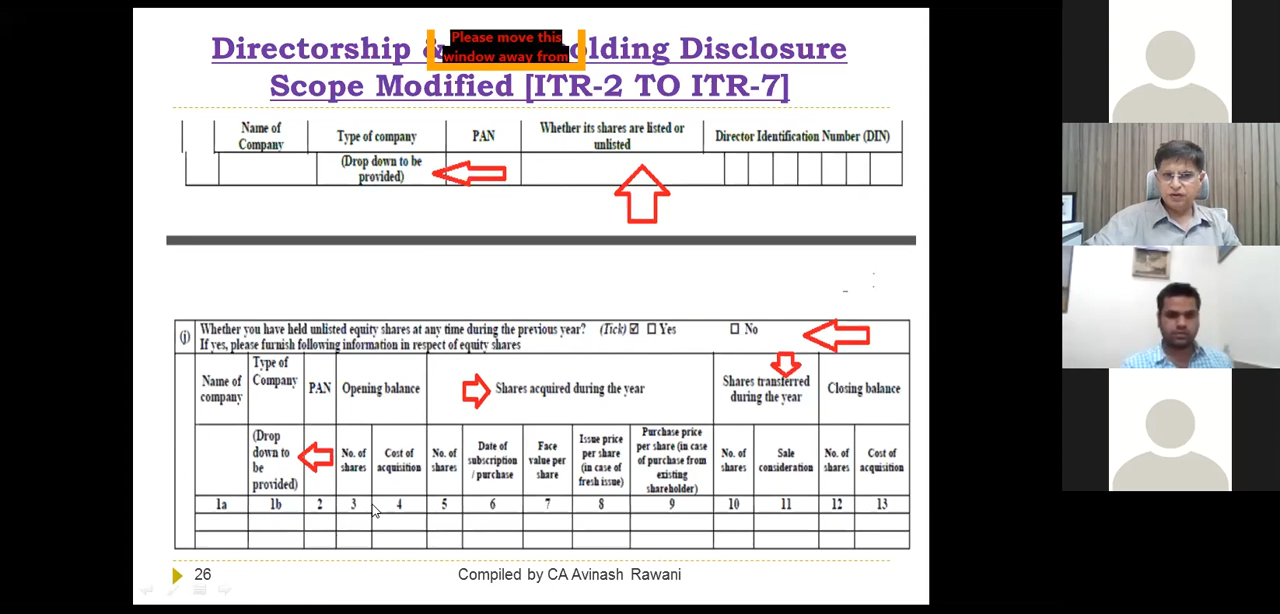 Directorship & olding Disclosure
Please move this
window away from
Scope Modified [ITR-2 TO ITR-7]
Name of
Company
Type of company
PAN
Whether its shares are listed or
unlisted
Director Identification Number (DIN)
(Drop down to be
provided)
(j) Whether you have held unlisted equity shares at any time during the previous year? (Tick) ☑ ☐ Yes ☐ No
If yes, please furnish following information in respect of equity shares
Name of
company
Type of
Company
PAN
Opening balance
Shares acquired during the year
Shares transferred
during the year
Closing balance
(Drop
down to
be
provided)
No. of
shares
Cost of
acquisition
No. of
shares
Date of
subscription
/ purchase
Face
value per
share
Issue price
per share
(in case of
fresh issue)
Purchase price
per share (in case
of purchase from
existing
shareholder)
No. of
shares
Sale
consideration
No. of
shares
Cost of
acquisition
1a 1b 2 3 4 5 6 7 8 9 10 11 12 13
26
Compiled by CA Avinash Rawani